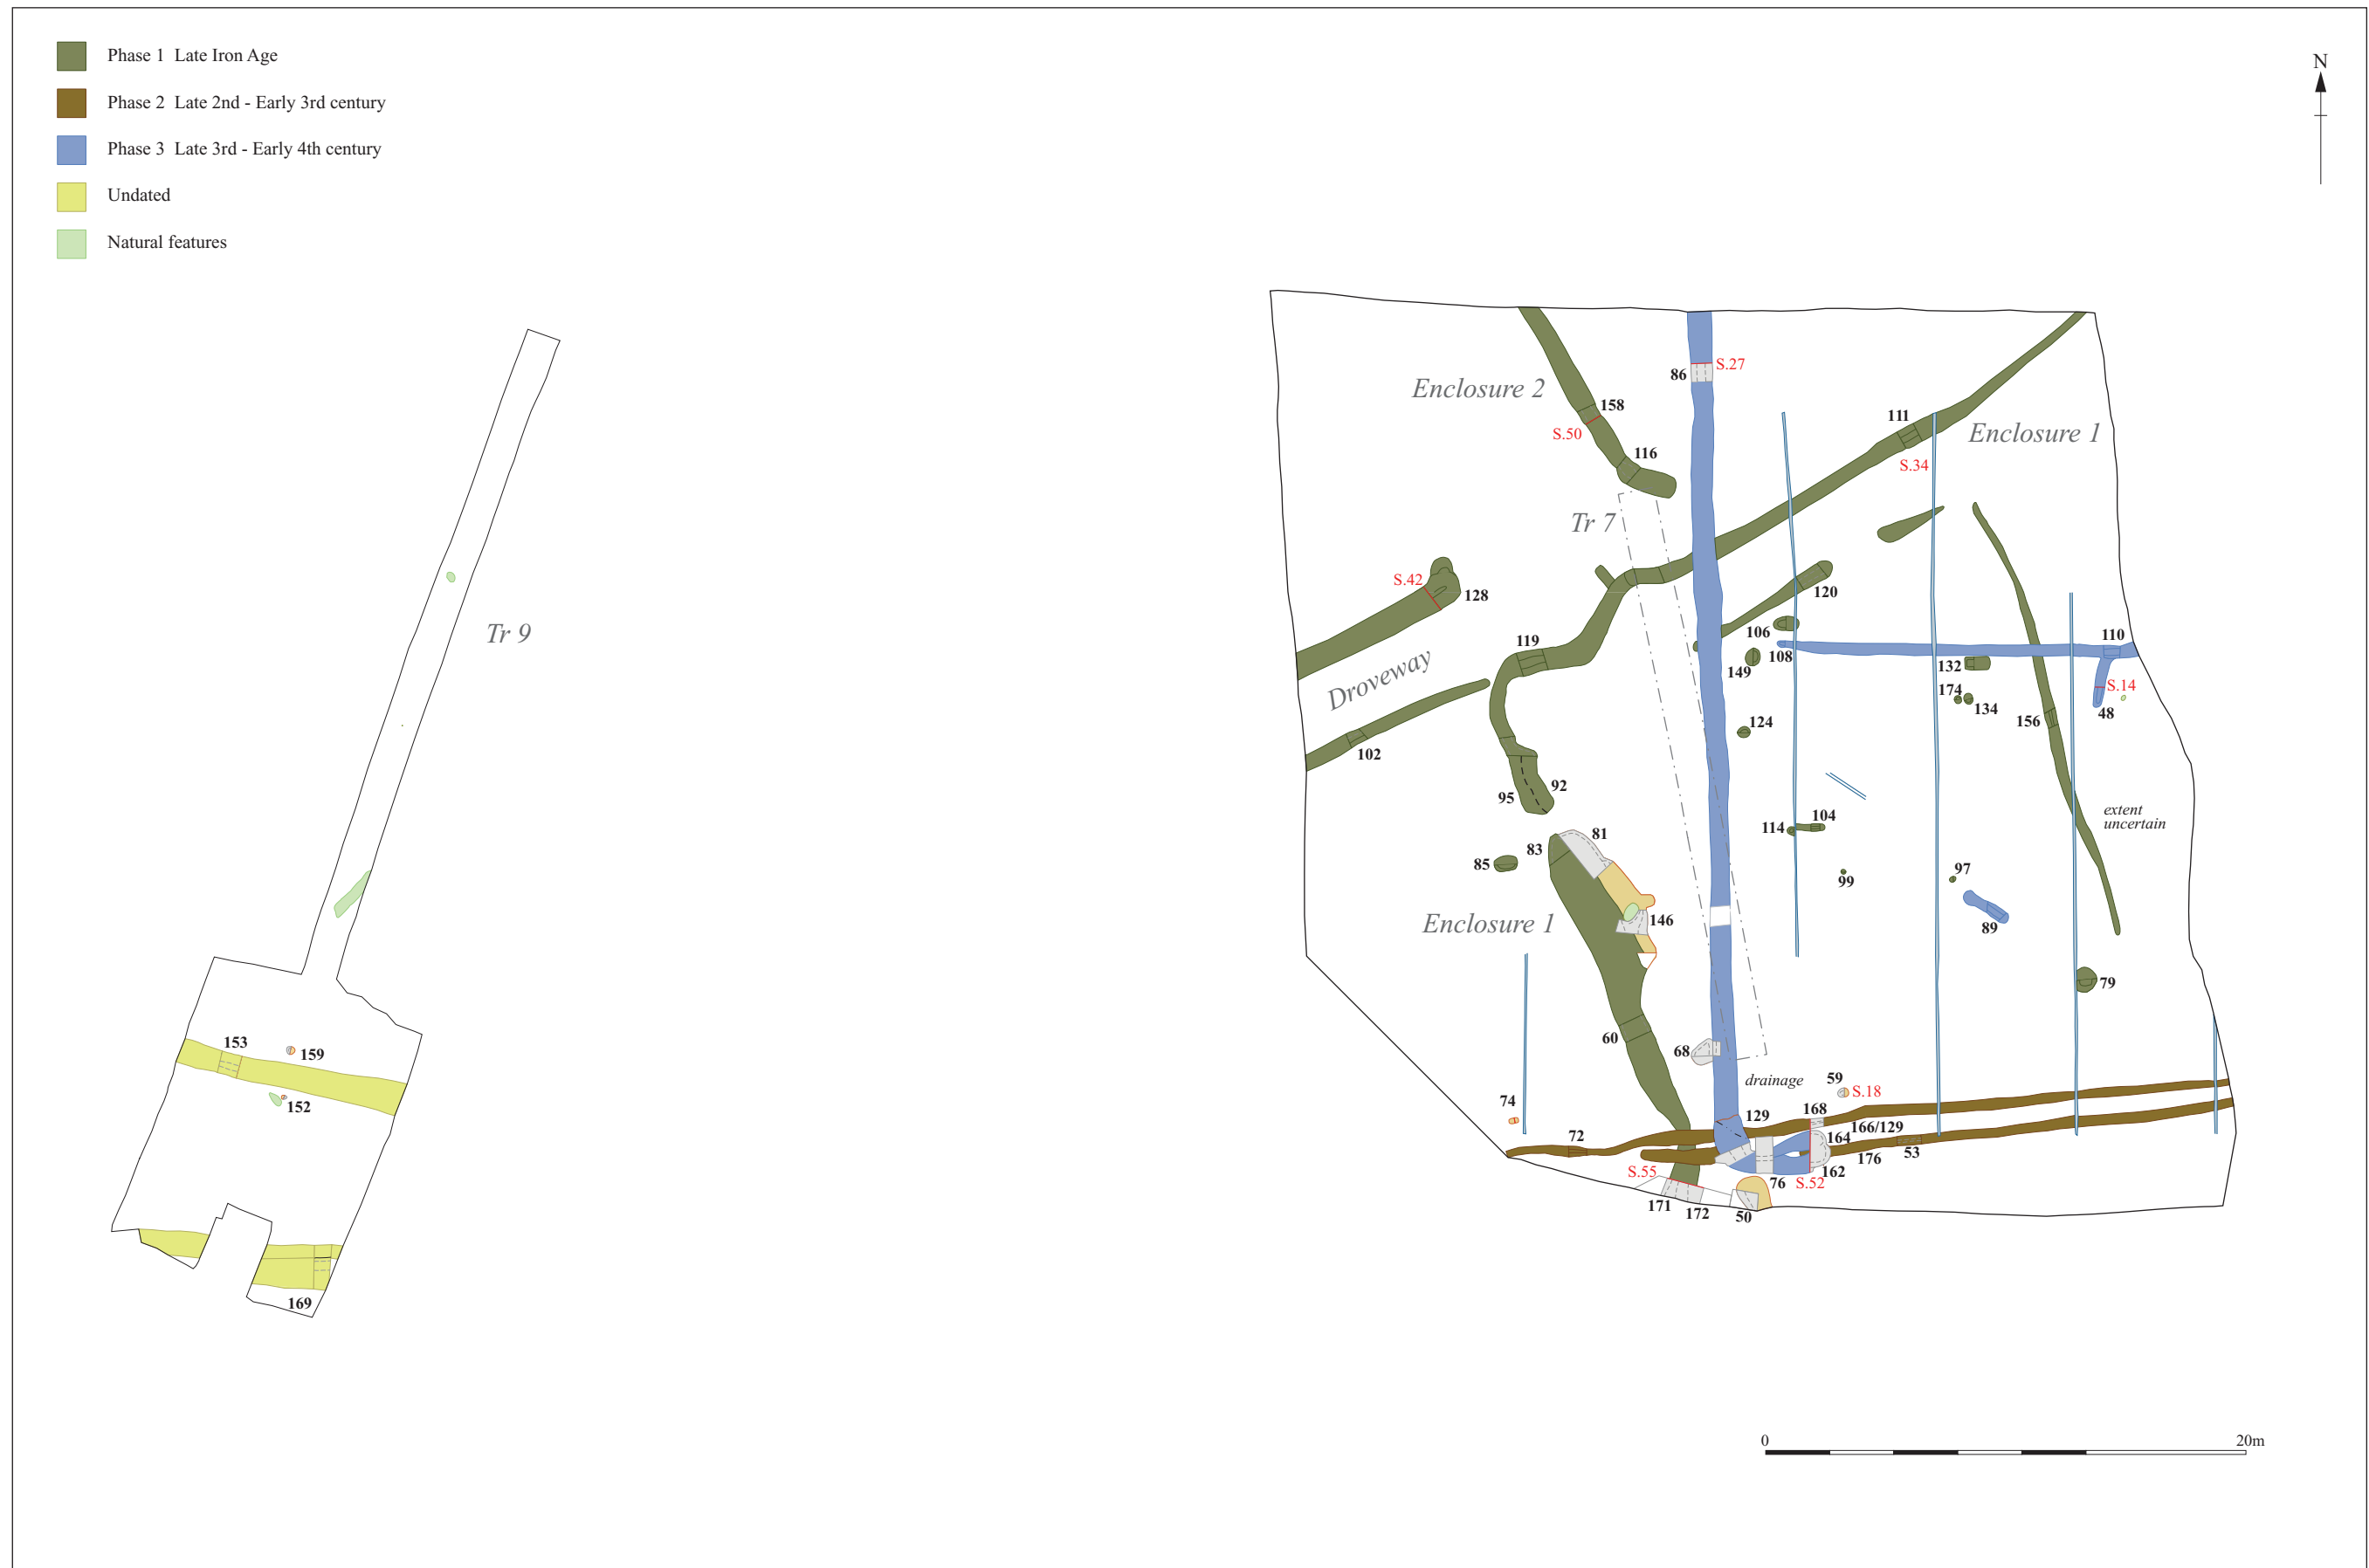 Phase 1 Late Iron Age
Phase 2 Late 2nd - Early 3rd century
Phase 3 Late 3rd - Early 4th century
Undated
Natural features
N
Tr 9
153
159
152
169
86
S.27
Enclosure 2
158
S.50
116
111
Enclosure 1
S.34
Tr 7
S.42
128
120
119
106
149
108
110
132
S.14
174
134
48
156
Droveway
102
124
92
95
extent
uncertain
114
104
81
83
85
99
97
Enclosure 1
146
89
79
60
68
drainage
59
S.18
74
129
168
166/129
72
164
53
176
S.55
162
76
S.52
171
172
50
0
20m